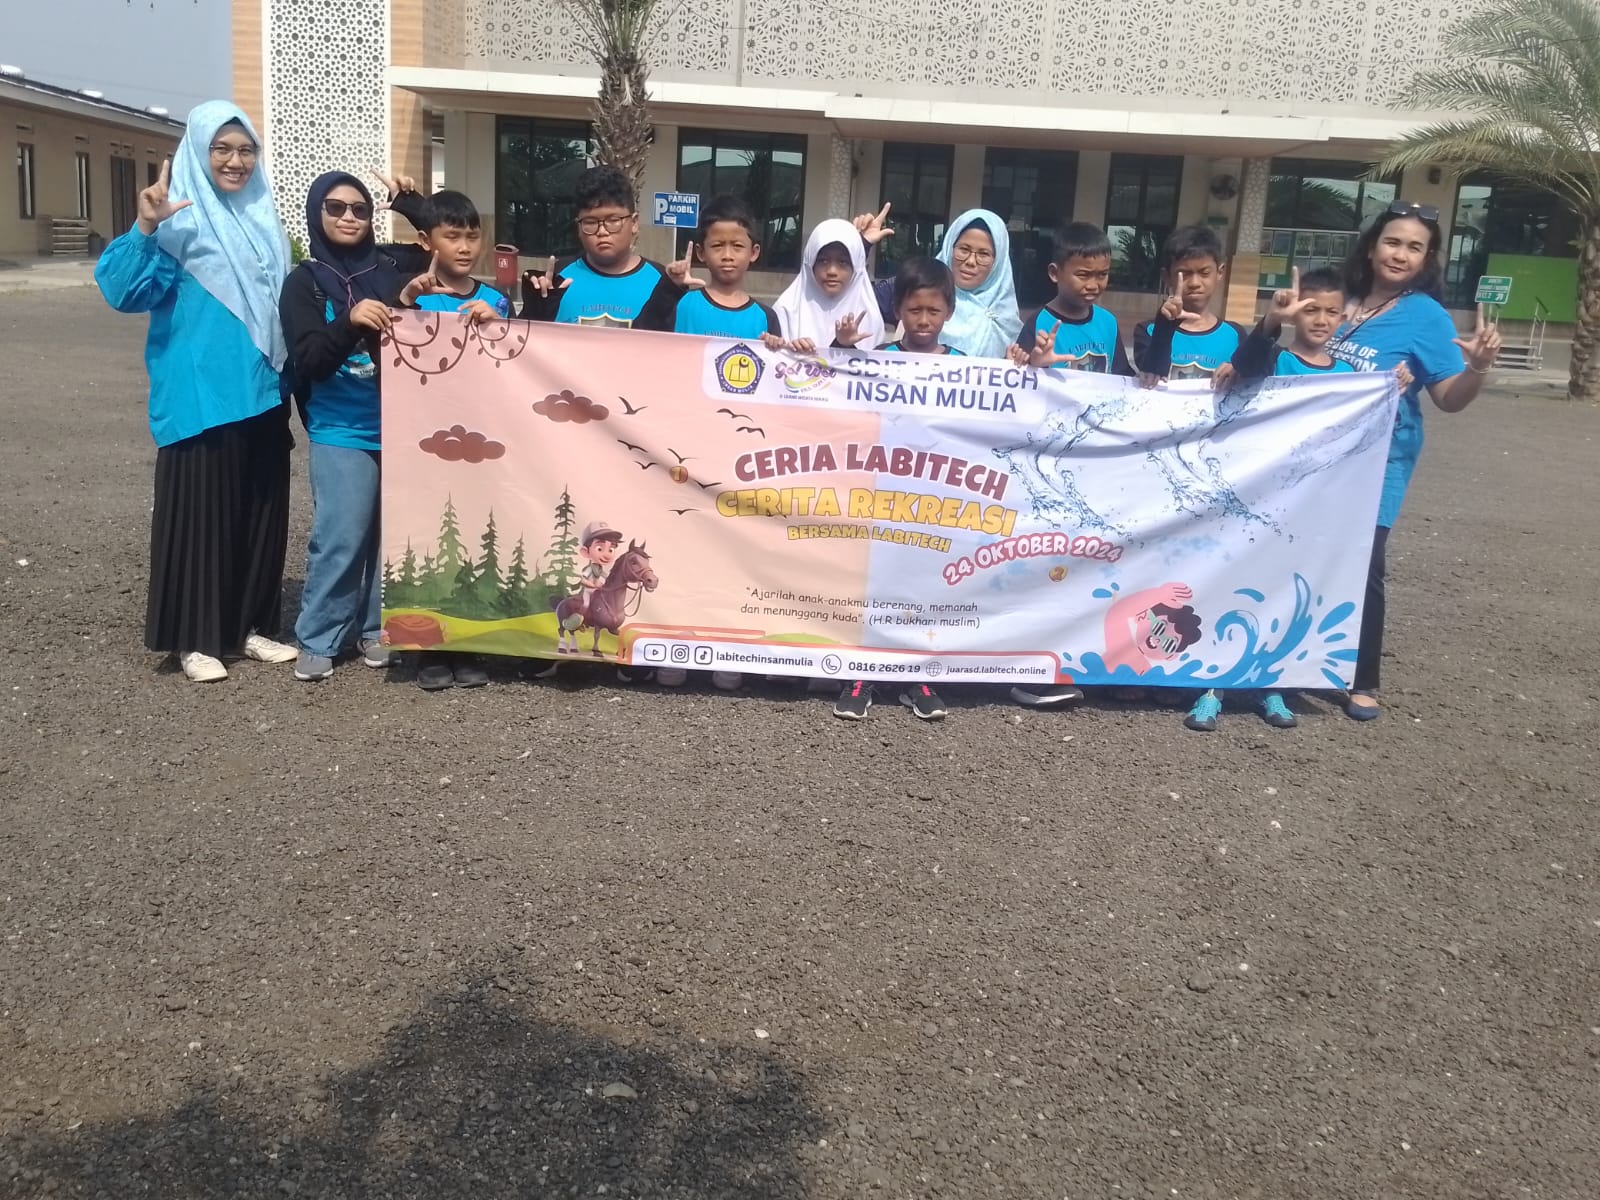 PARKIR
P MOBIL
SDIT LABITECH
INSAN MULIA
CERIA LABITECH
CERITA REKREASI
BERSAMA LABITECH
24 OKTOBER 2024
"Ajarilah anak-anakmu berenang, memanah
dan menunggang kuda". (H.R bukhari muslim)
labitechinsanmulia 0816 2626 19 juarasd.labitech.online